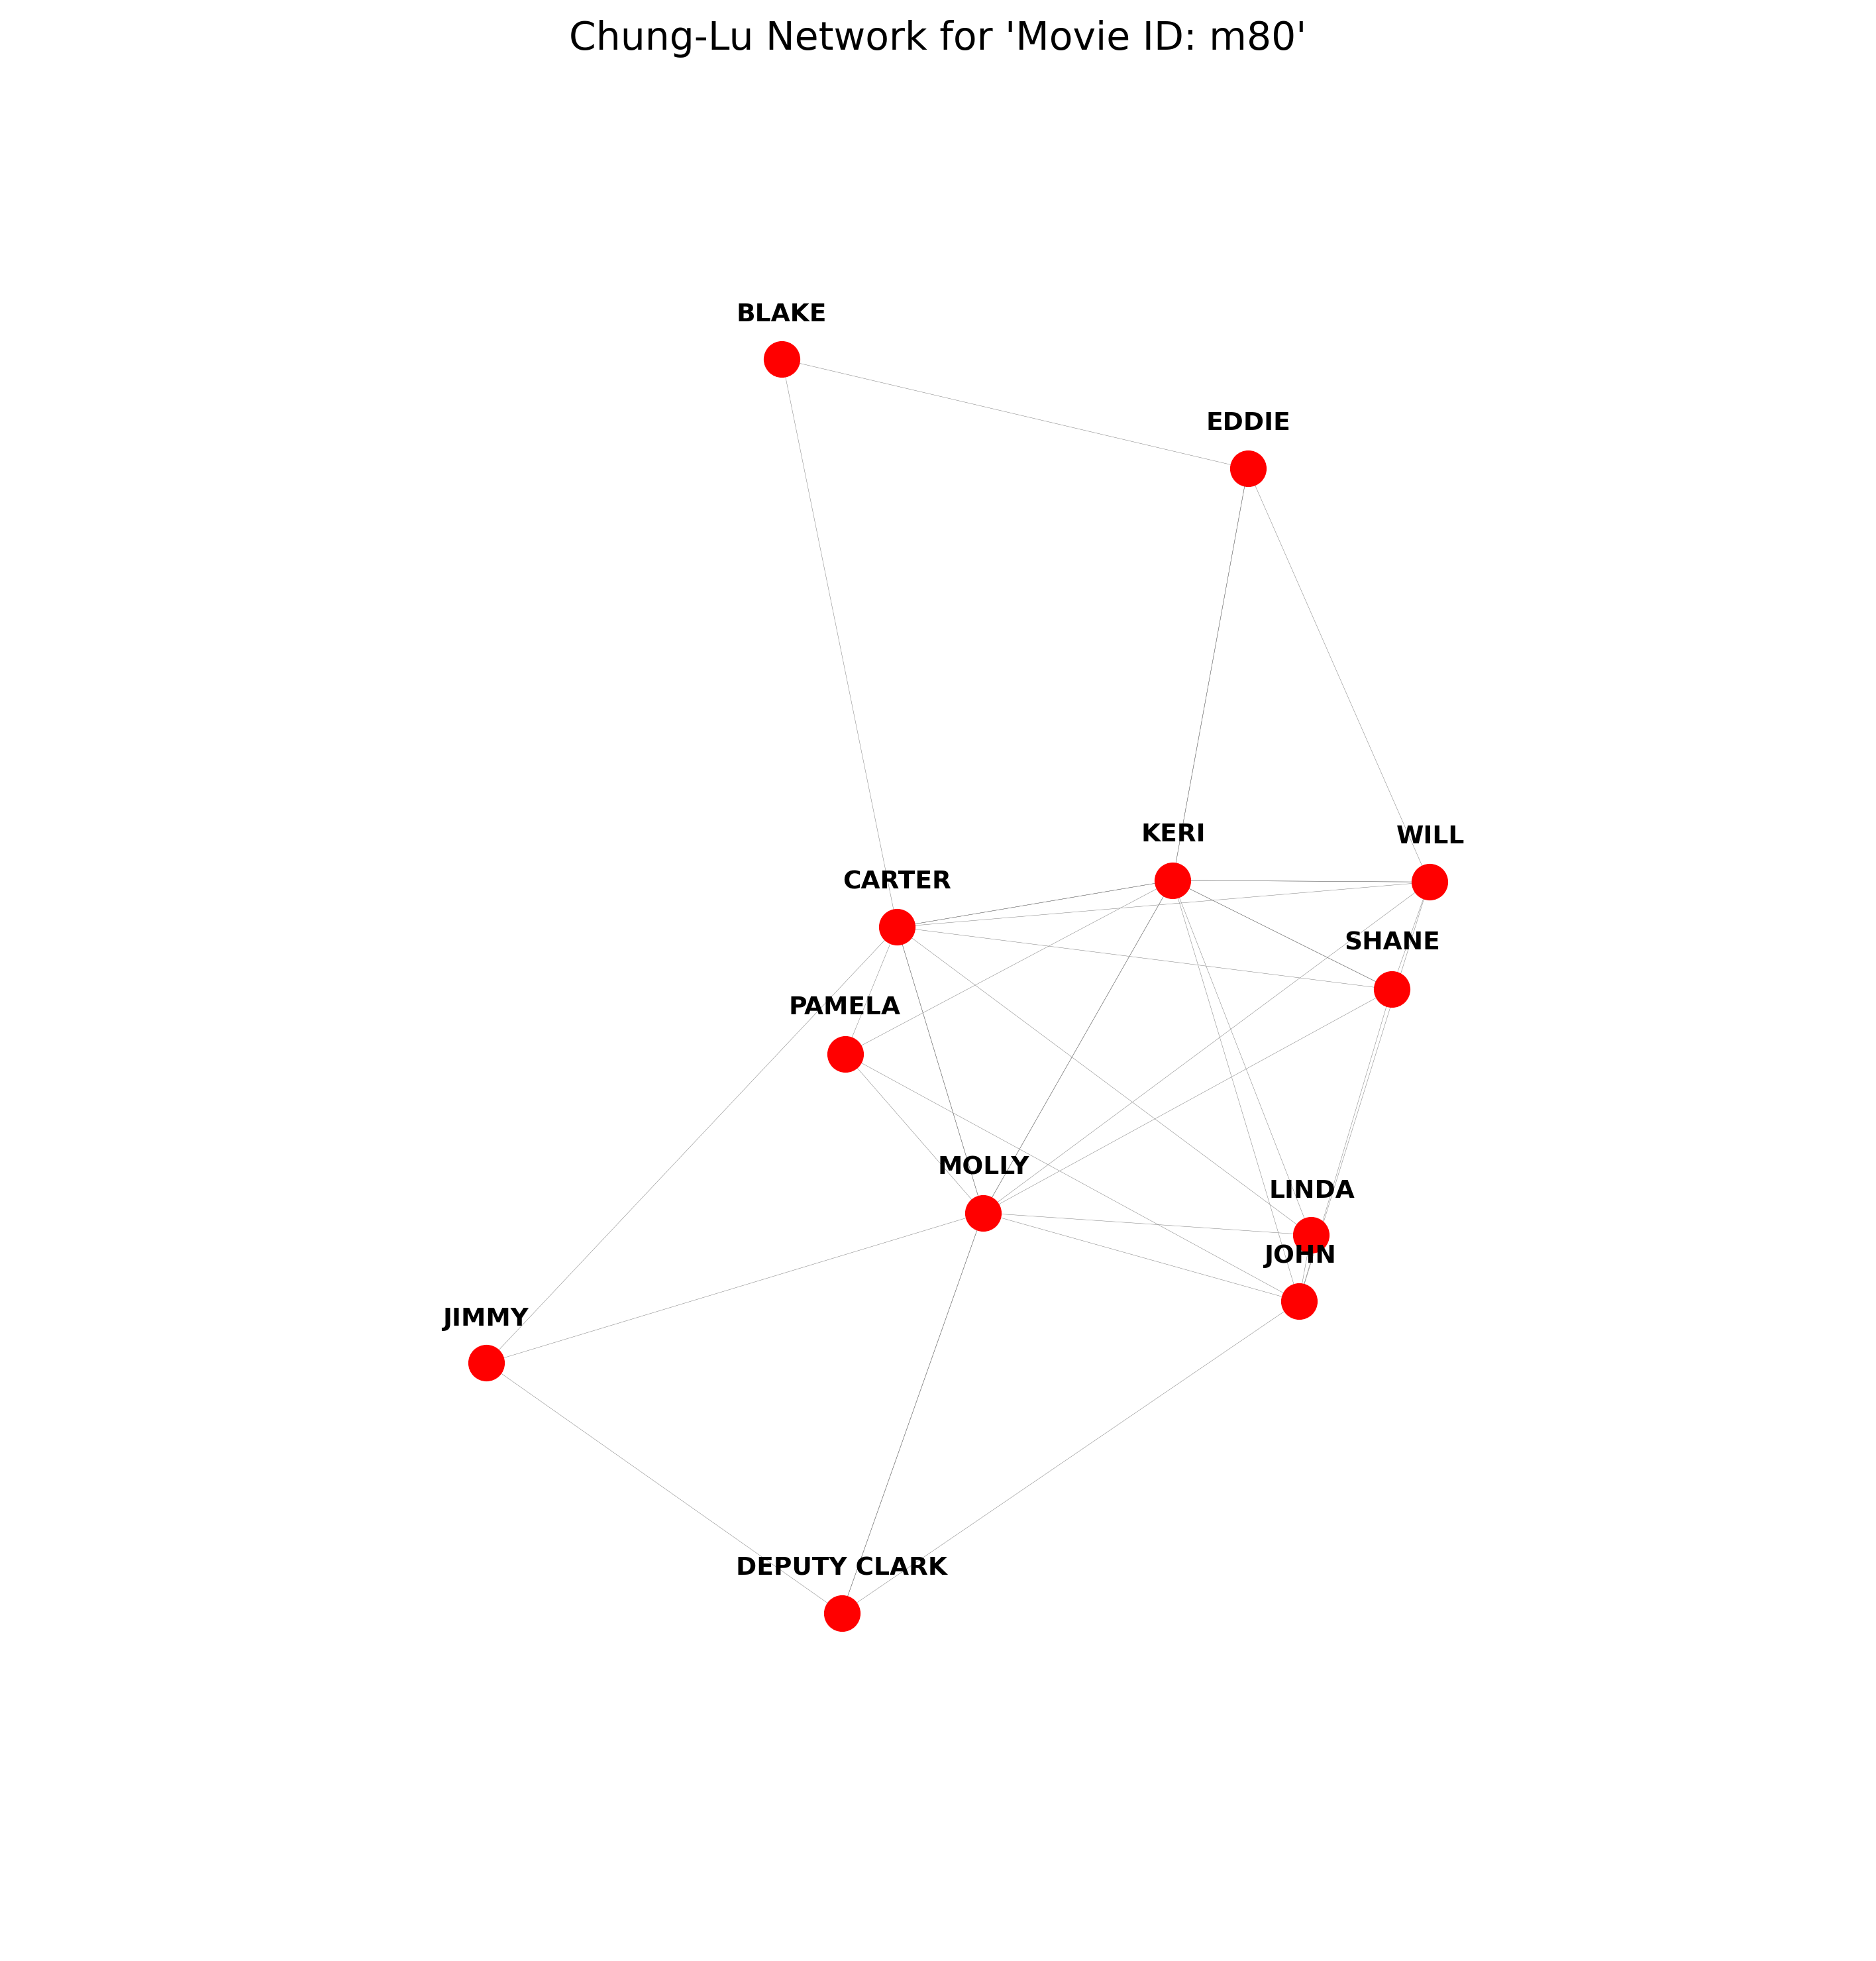 Chung-Lu Network for 'Movie ID: m80'
BLAKE
EDDIE
KERI
WILL
CARTER
SHANE
PAMELA
MOLLY
LINDA
JOHN
JIMMY
DEPUTY CLARK